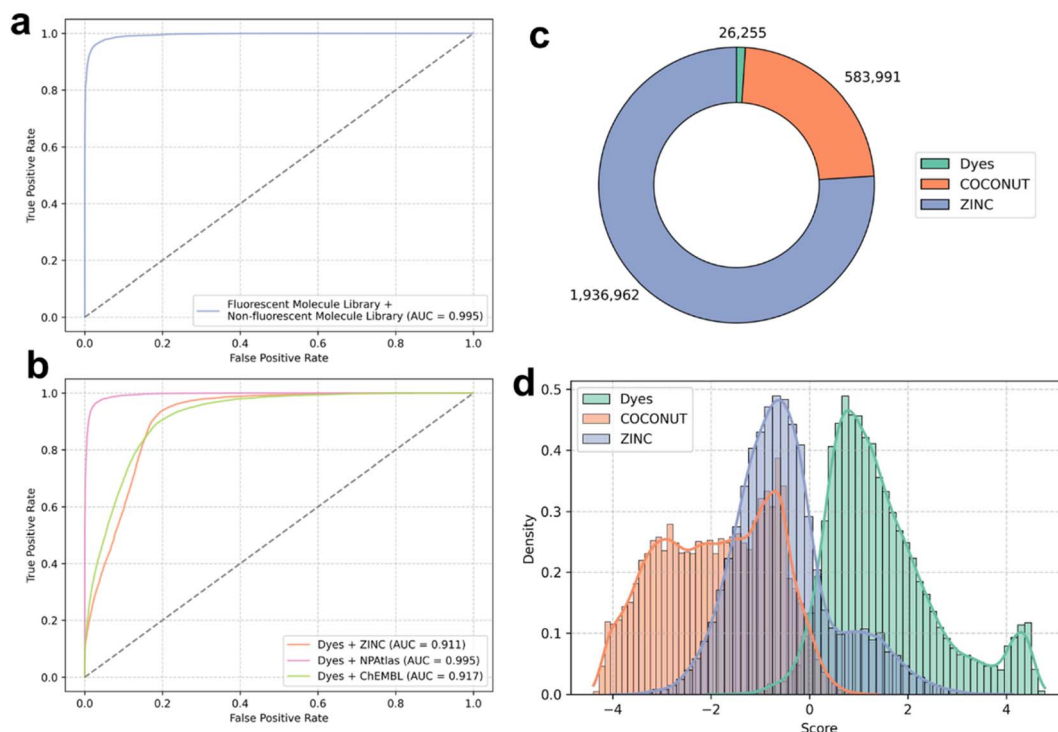 a
1.0
0.8
0.6
0.4
0.2
0.0
True Positive Rate
Fluorescent Molecule Library +
Non-fluorescent Molecule Library (AUC = 0.995)
0.0 0.2 0.4 0.6 0.8 1.0
False Positive Rate
b
1.0
0.8
0.6
0.4
0.2
0.0
True Positive Rate
Dyes + ZINC (AUC = 0.911)
Dyes + NPAtlas (AUC = 0.995)
Dyes + ChEMBL (AUC = 0.917)
0.0 0.2 0.4 0.6 0.8 1.0
False Positive Rate
c
26,255
583,991
1,936,962
Dyes
COCONUT
ZINC
d
0.5
0.4
0.3
0.2
0.1
0.0
Density
Dyes
COCONUT
ZINC
−4 −2 0 2 4
Score